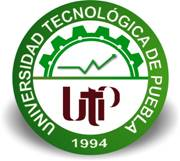 UNIVERSIDAD TECNOLÓGICA DE PUEBLA
UTP
1994